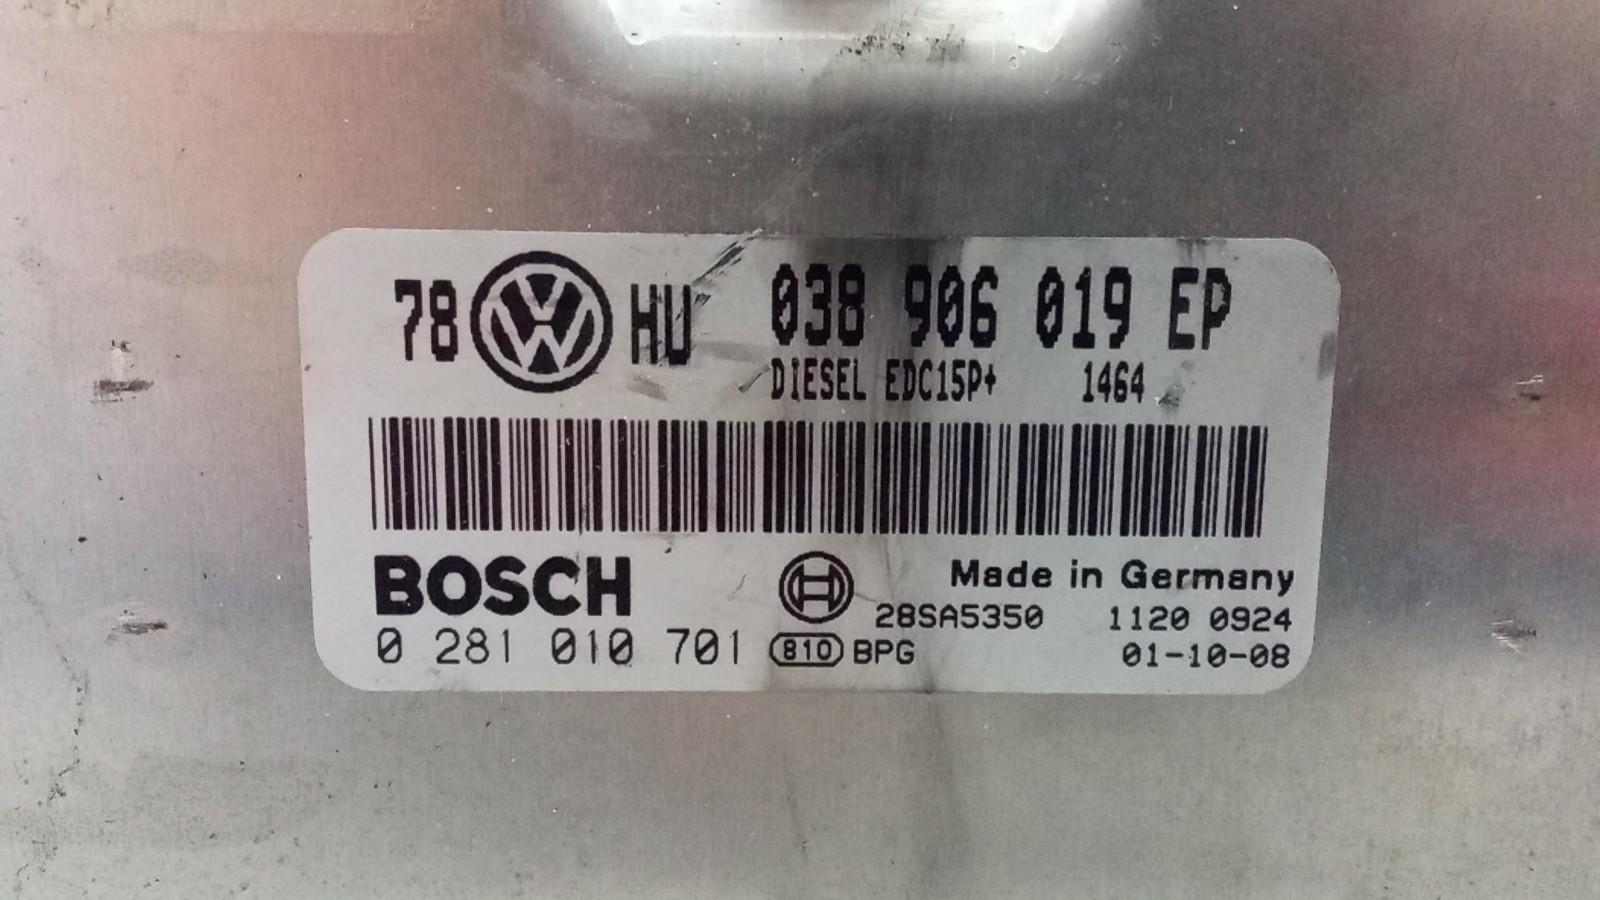 78 VW HU 038 906 019 EP
DIESEL EDC15P+ 1464
BOSCH
Made in Germany
28SA5350 1120 0924
0 281 010 701 810 BPG 01-10-08